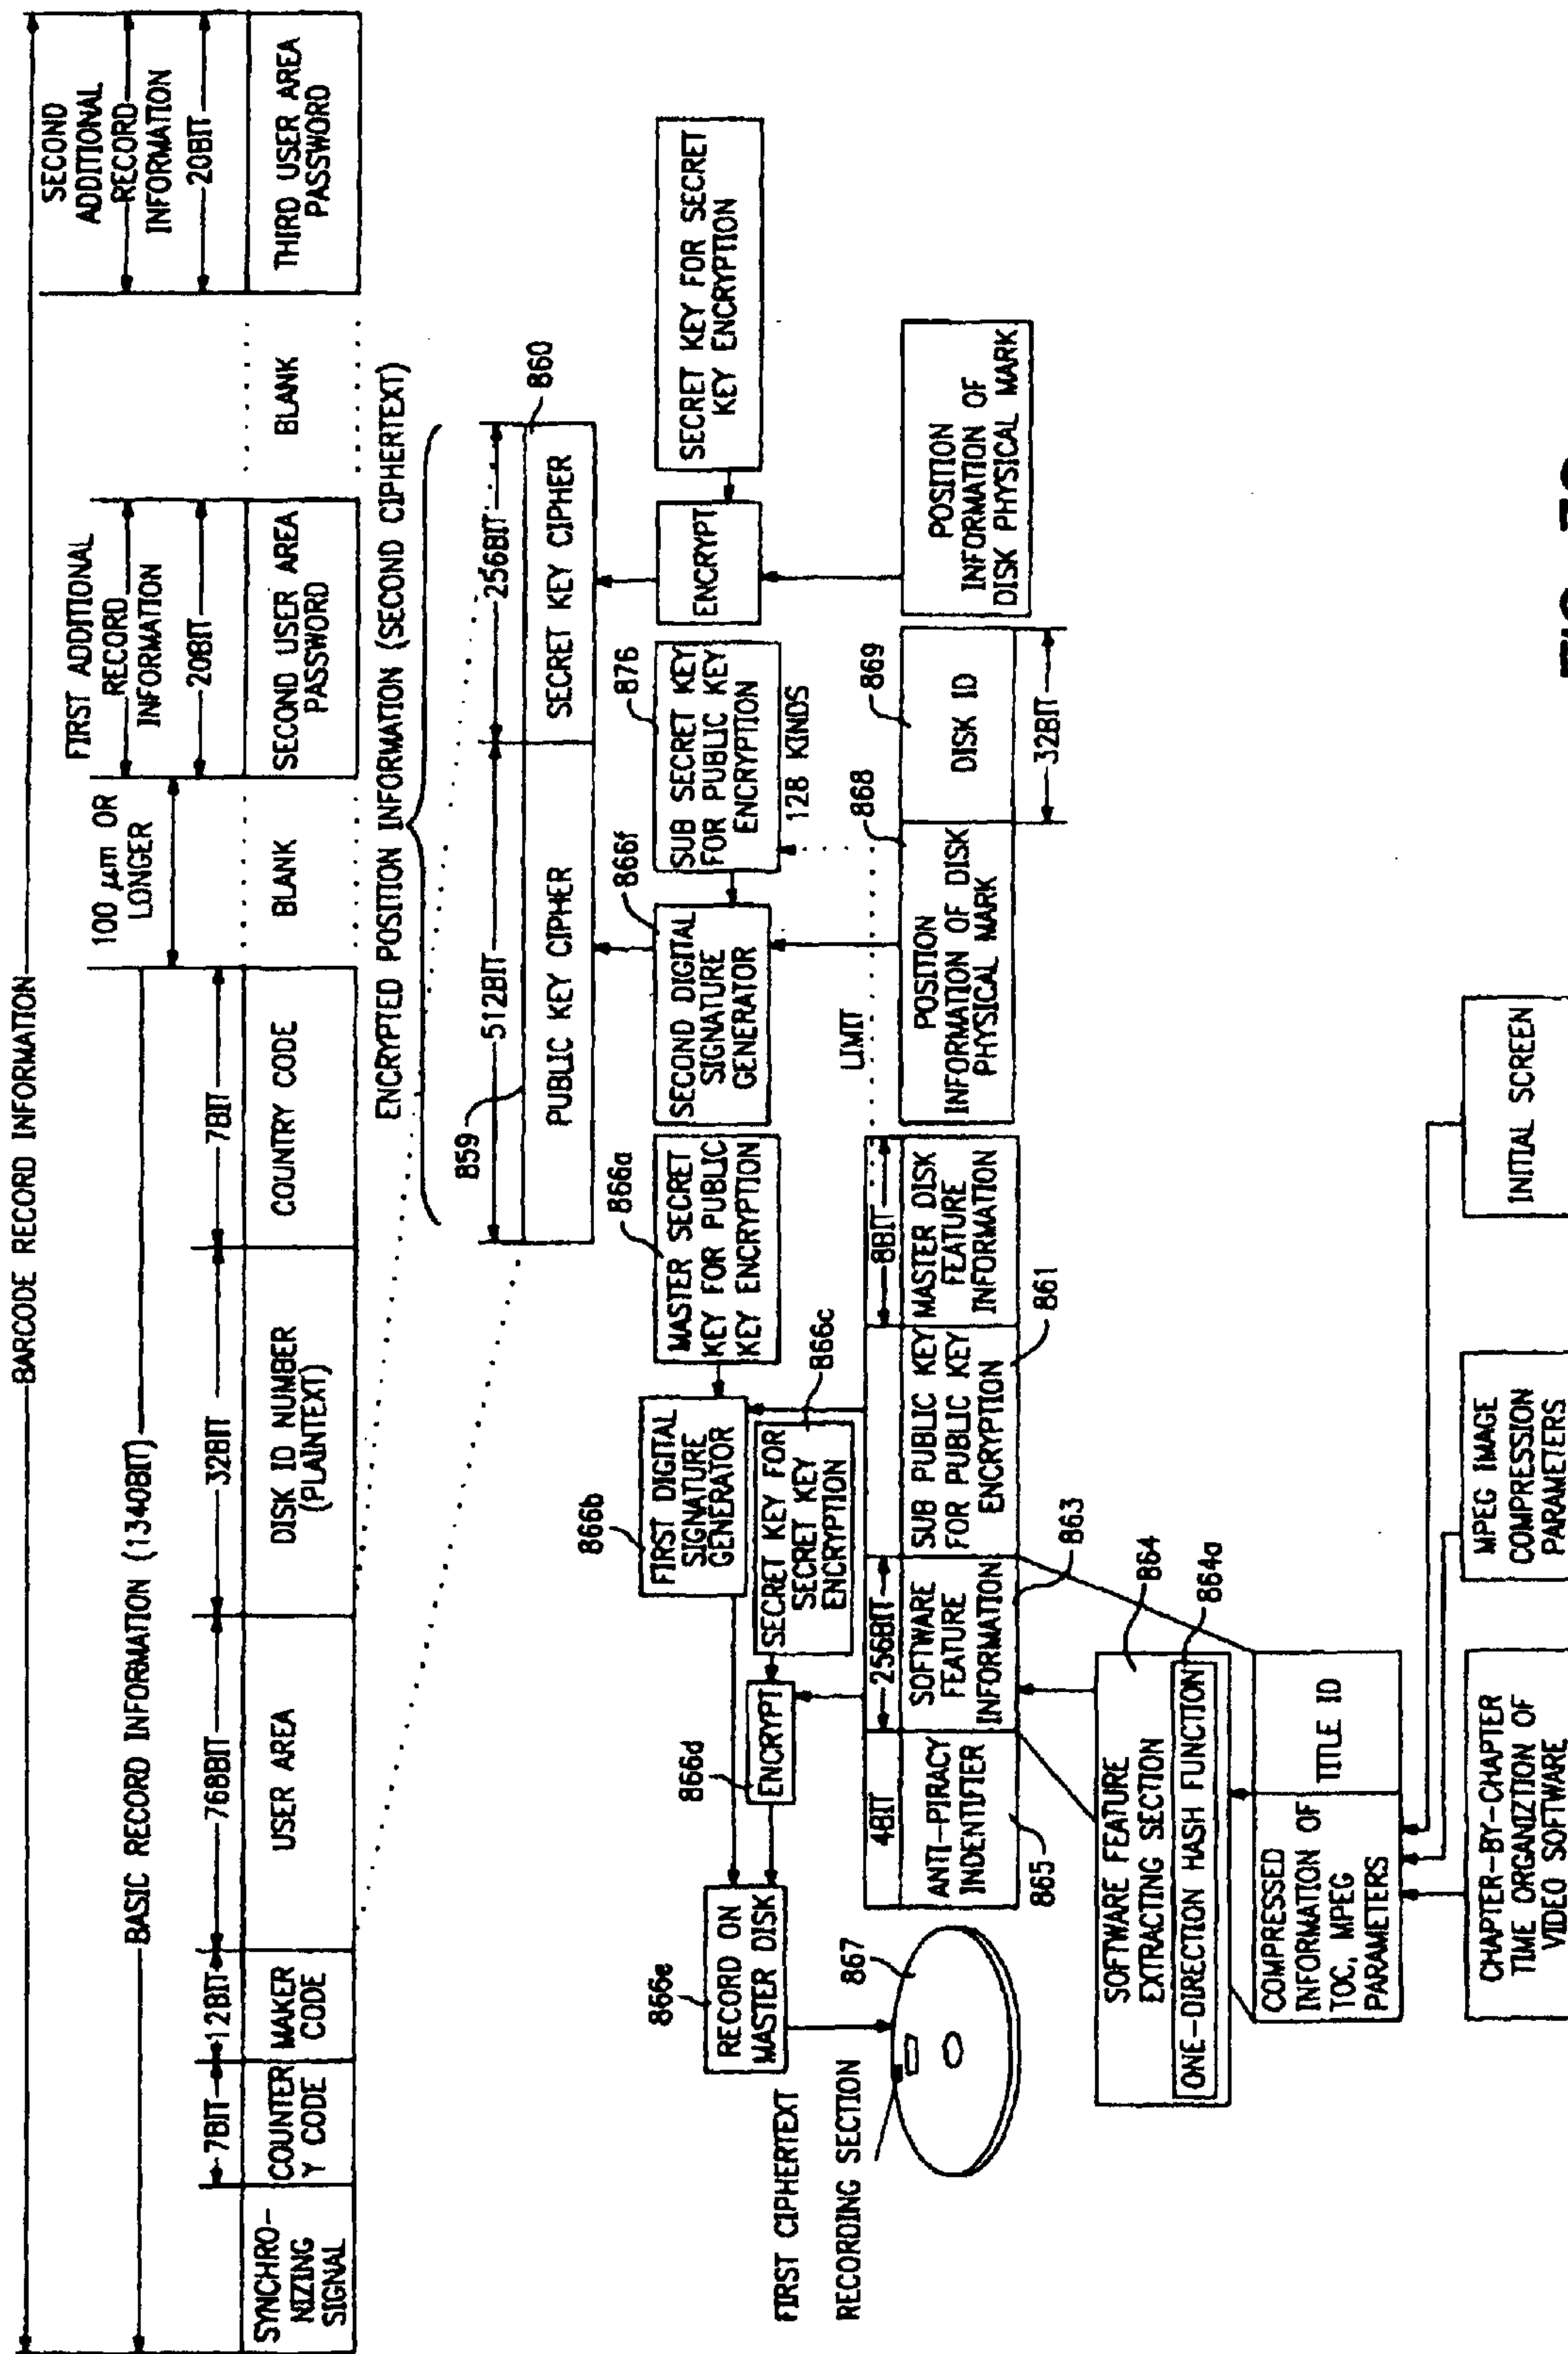 BARCODE RECORD INFORMATION
BASIC RECORD INFORMATION (1340BIT)
7BIT
12BIT
768BIT
32BIT
7BIT
100 μm OR
LONGER
FIRST ADDITIONAL
RECORD
INFORMATION
20BIT
SECOND
ADDITIONAL
RECORD
INFORMATION
20BIT
SYNCHRO-
NIZING
SIGNAL
COUNTER
Y CODE
MAKER
CODE
USER AREA
DISK ID NUMBER
(PLAINTEXT)
COUNTRY CODE
BLANK
SECOND USER AREA
PASSWORD
BLANK
THIRD USER AREA
PASSWORD
ENCRYPTED POSITION INFORMATION (SECOND CIPHERTEXT)
859
512BIT
256BIT
860
PUBLIC KEY CIPHER
SECRET KEY CIPHER
866e
RECORD ON
MASTER DISK
866d
ENCRYPT
866b
FIRST DIGITAL
SIGNATURE
GENERATOR
SECRET KEY FOR
SECRET KEY
ENCRYPTION
866c
866a
MASTER SECRET
KEY FOR PUBLIC
KEY ENCRYPTION
866f
SECOND DIGITAL
SIGNATURE
GENERATOR
876
SUB SECRET KEY
FOR PUBLIC KEY
ENCRYPTION
128 KINDS
ENCRYPT
SECRET KEY FOR SECRET
KEY ENCRYPTION
FIRST CIPHERTEXT
RECORDING SECTION
867
4BIT
256BIT
8BIT
LIMIT
ANTI-PIRACY
INDENTIFIER
SOFTWARE
FEATURE
INFORMATION
SUB PUBLIC KEY
FOR PUBLIC KEY
ENCRYPTION
MASTER DISK
FEATURE
INFORMATION
865
863
861
868
POSITION
INFORMATION OF DISK
PHYSICAL MARK
869
DISK ID
32BIT
POSITION
INFORMATION OF
DISK PHYSICAL MARK
SOFTWARE FEATURE
EXTRACTING SECTION
864
ONE-DIRECTION HASH FUNCTION
864a
COMPRESSED
INFORMATION OF
TOC, MPEG
PARAMETERS
TITLE ID
CHAPTER-BY-CHAPTER
TIME ORGANIZTION OF
VIDEO SOFTWARE
MPEG IMAGE
COMPRESSION
PARAMETERS
INITIAL SCREEN